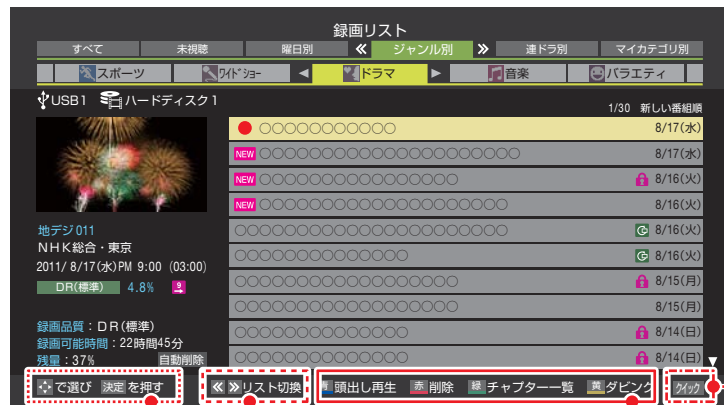 録画リスト
すべて 未視聴 曜日別 ≪ ジャンル別 ≫ 連ドラ別 マイカテゴリ別
スポーツ ワイドショー ◀ ドラマ ▶ 音楽 バラエティ
USB1 ハードディスク1
1/30 新しい番組順
○○○○○○○○○○○ 8/17(水)
NEW ○○○○○○○○○○○○○○○○○○○○○ 8/17(水)
NEW ○○○○○○○○○○○○○○○○ 8/16(火)
NEW ○○○○○○○○○○○○○○○○○○○○ 8/16(火)
○○○○○○○○○○○○○○○○○○ 8/16(火)
○○○○○○○○○○○○○○ 8/16(火)
○○○○○○○○○○○○○○○○○○ 8/15(月)
○○○○○○○○○○○○○○○○○○ 8/15(月)
○○○○○○○○○○○○○○ 8/14(日)
○○○○○○○○○○○○○○○○○○ 8/14(日)
地デジ011
NHK総合・東京
2011/ 8/17(水)PM 9:00 (03:00)
DR(標準) 4.8% 9
録画品質：DR(標準)
録画可能時間：22時間45分
残量：37% 自動削除
で選び 決定 を押す ≪ ≫ リスト切換 青 頭出し再生 赤 削除 緑 チャプター一覧 黄 ダビング クイック